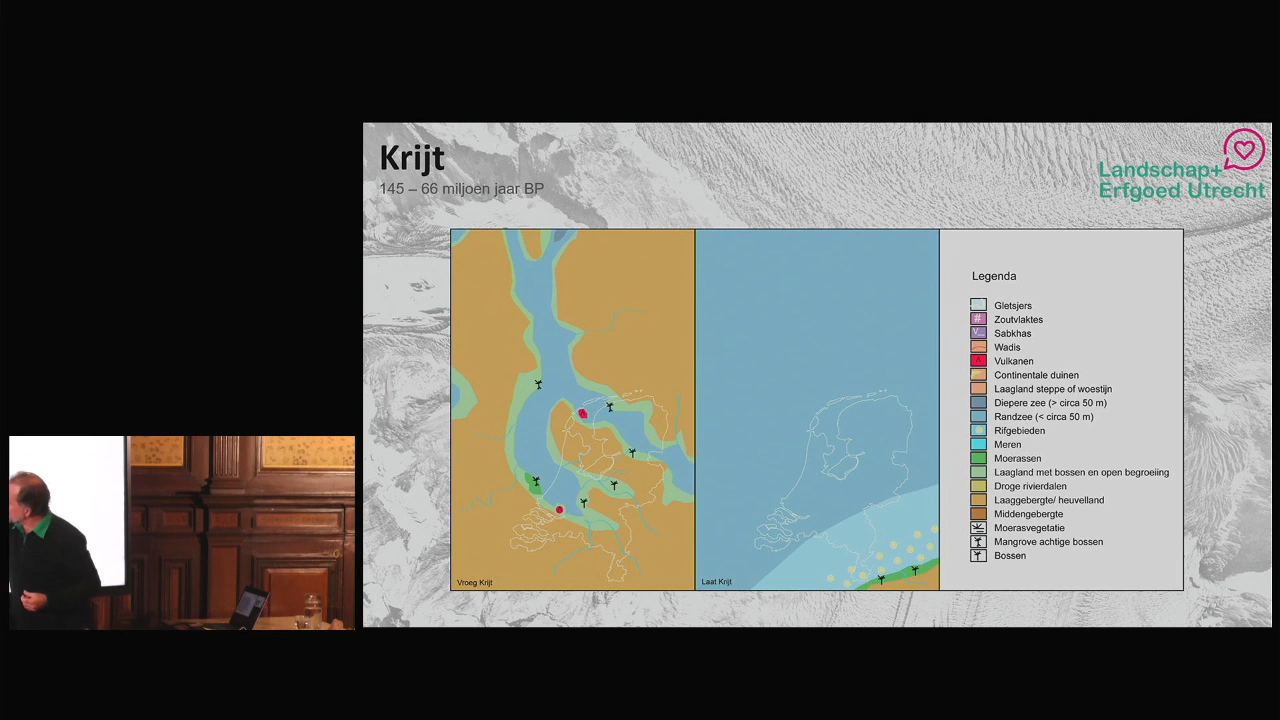 Krijt
145 – 66 miljoen jaar BP
Landschap+
Erfgoed Utrecht
Vroeg Krijt
Laat Krijt
Legenda
Gletsjers
# Zoutvlaktes
Sabkhas
Wadis
Vulkanen
Continentale duinen
Laagland steppe of woestijn
Diepere zee (> circa 50 m)
Randzee (< circa 50 m)
Rifgebieden
Meren
Moerassen
Laagland met bossen en open begroeiing
Droge rivierdalen
Laaggebergte/ heuvelland
Middengebergte
Moerasvegetatie
Mangrove achtige bossen
Bossen